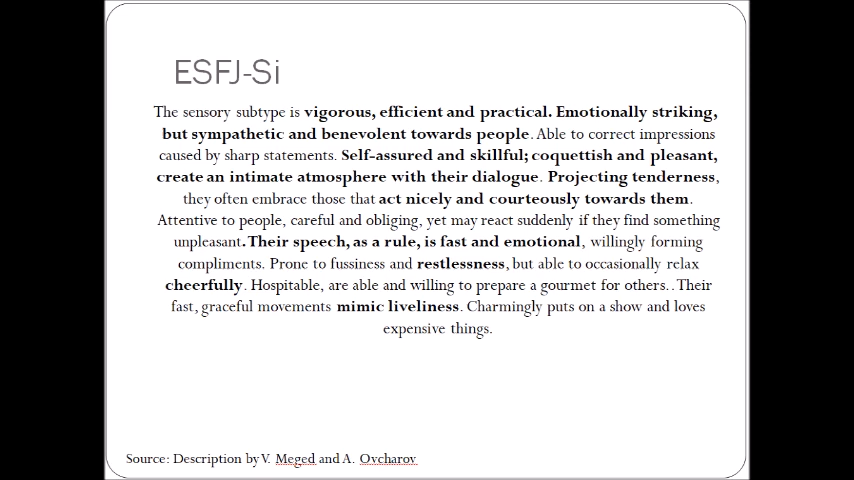 ESFJ-Si
The sensory subtype is vigorous, efficient and practical. Emotionally striking,
but sympathetic and benevolent towards people. Able to correct impressions
caused by sharp statements. Self-assured and skillful; coquettish and pleasant,
create an intimate atmosphere with their dialogue. Projecting tenderness,
they often embrace those that act nicely and courteously towards them.
Attentive to people, careful and obliging, yet may react suddenly if they find something
unpleasant. Their speech, as a rule, is fast and emotional, willingly forming
compliments. Prone to fussiness and restlessness, but able to occasionally relax
cheerfully. Hospitable, are able and willing to prepare a gourmet for others. . Their
fast, graceful movements mimic liveliness. Charmingly puts on a show and loves
expensive things.
Source: Description by V. Meged and A. Ovcharov